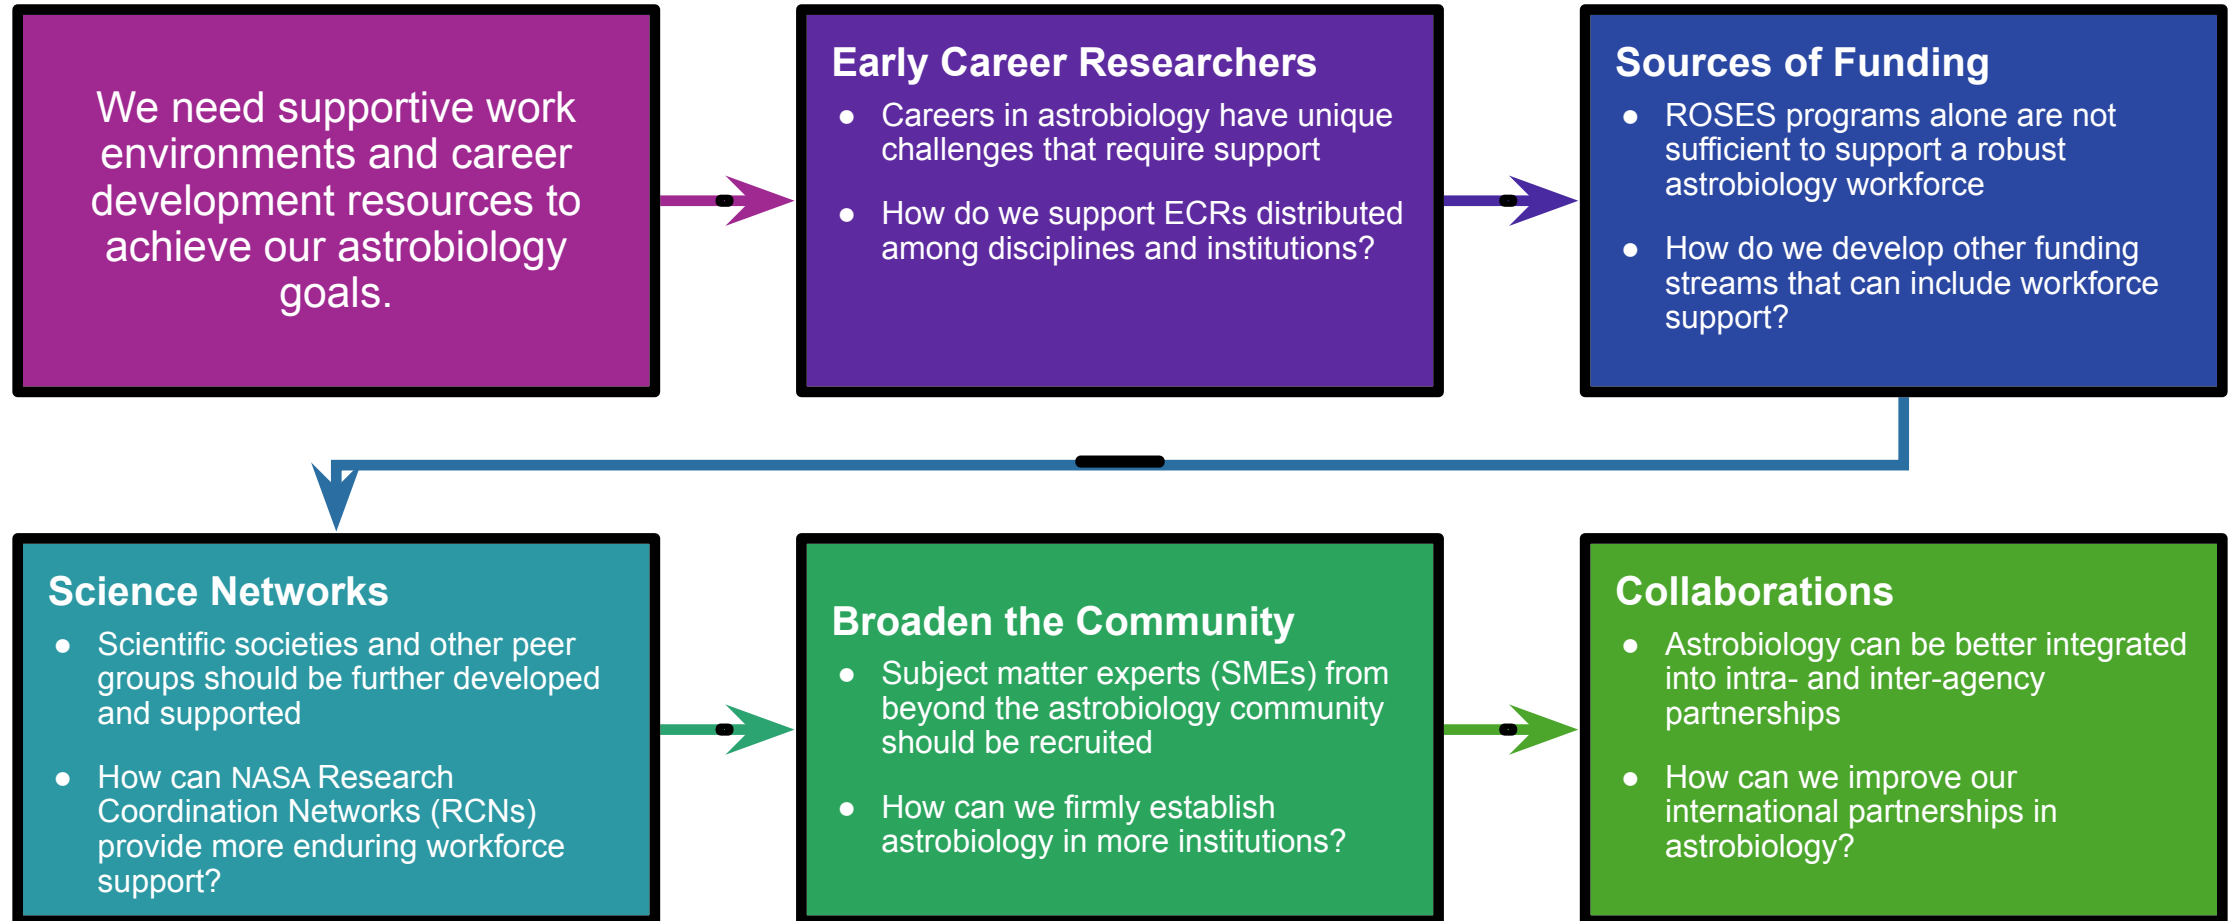 We need supportive work
environments and career
development resources to
achieve our astrobiology
goals.
Early Career Researchers
● Careers in astrobiology have unique
challenges that require support
● How do we support ECRs distributed
among disciplines and institutions?
Sources of Funding
● ROSES programs alone are not
sufficient to support a robust
astrobiology workforce
● How do we develop other funding
streams that can include workforce
support?
Science Networks
● Scientific societies and other peer
groups should be further developed
and supported
● How can NASA Research
Coordination Networks (RCNs)
provide more enduring workforce
support?
Broaden the Community
● Subject matter experts (SMEs) from
beyond the astrobiology community
should be recruited
● How can we firmly establish
astrobiology in more institutions?
Collaborations
● Astrobiology can be better integrated
into intra- and inter-agency
partnerships
● How can we improve our
international partnerships in
astrobiology?